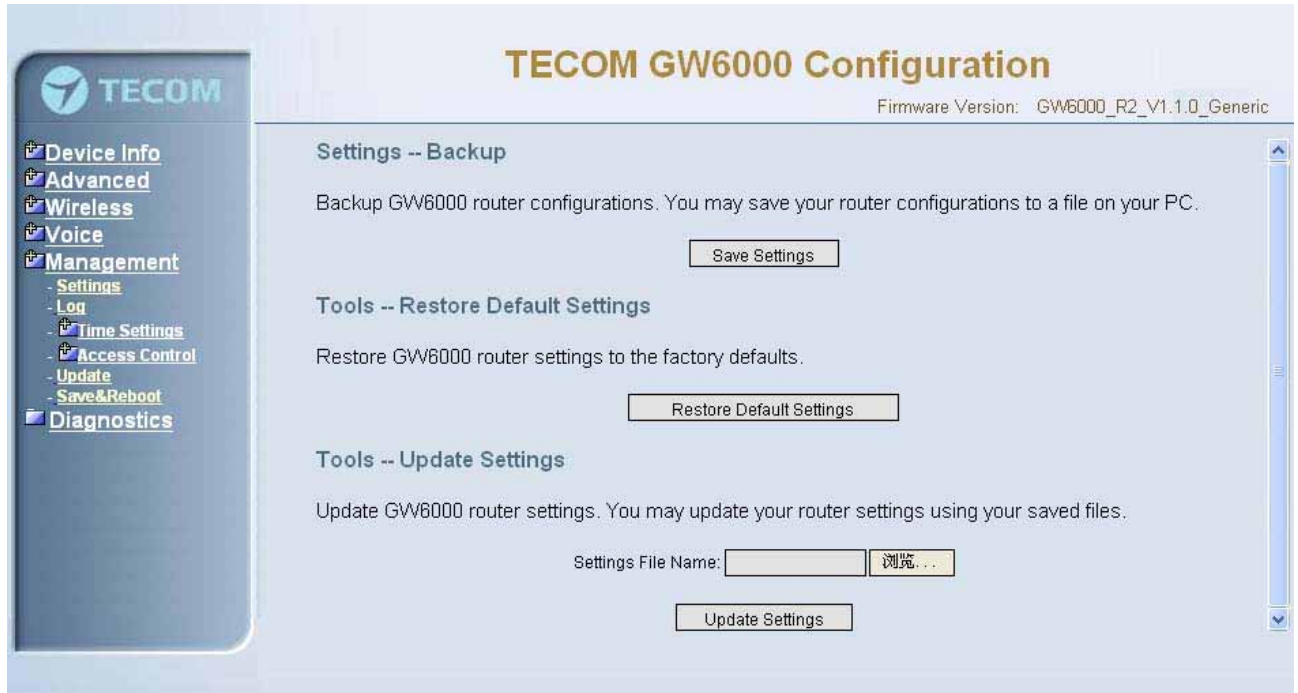 TECOM
TECOM GW6000 Configuration
Firmware Version: GW6000_R2_V1.1.0_Generic
Device Info
Advanced
Wireless
Voice
Management
- Settings
- Log
- Time Settings
- Access Control
- Update
- Save&Reboot
Diagnostics
Settings -- Backup
Backup GW6000 router configurations. You may save your router configurations to a file on your PC.
Save Settings
Tools -- Restore Default Settings
Restore GW6000 router settings to the factory defaults.
Restore Default Settings
Tools -- Update Settings
Update GW6000 router settings. You may update your router settings using your saved files.
Settings File Name: 浏览...
Update Settings